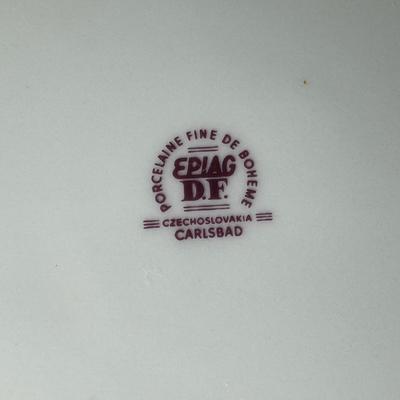 PORCELAINE FINE DE BOHEME
EPIAG
D.F.
CZECHOSLOVAKIA
CARLSBAD